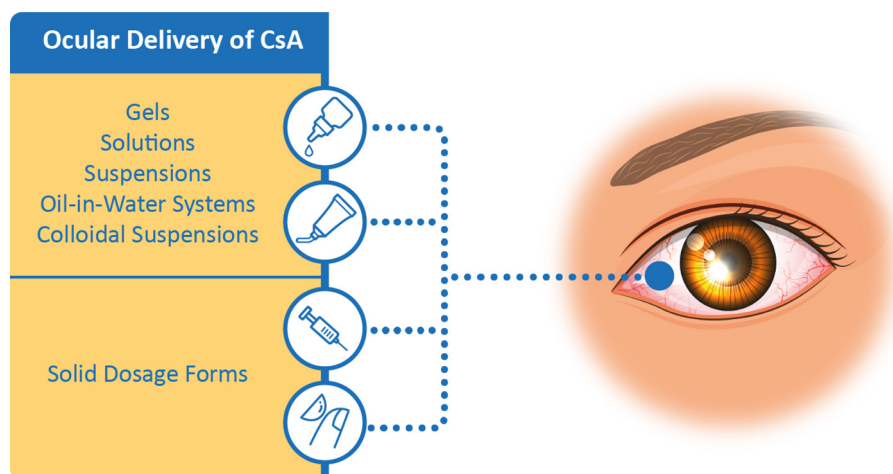 Ocular Delivery of CsA
Gels
Solutions
Suspensions
Oil-in-Water Systems
Colloidal Suspensions
Solid Dosage Forms